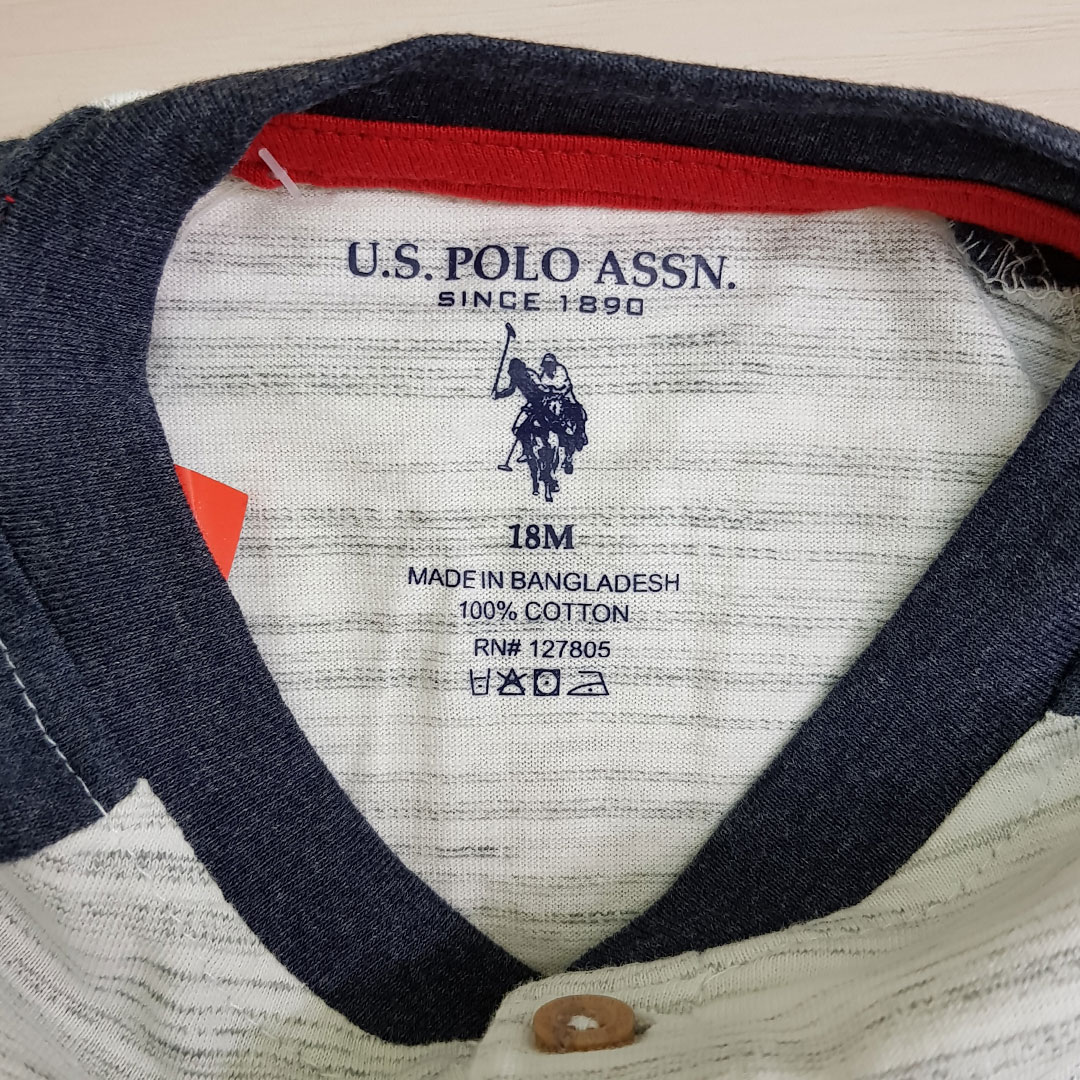 U.S. POLO ASSN.
SINCE 1890
18M
MADE IN BANGLADESH
100% COTTON
RN# 127805